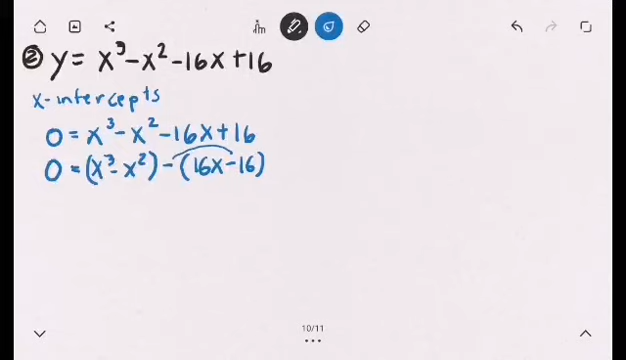 ② y = x³ - x² - 16x + 16
x-intercepts
0 = x³ - x² - 16x + 16
0 = (x³ - x²) - (16x - 16)
10/11